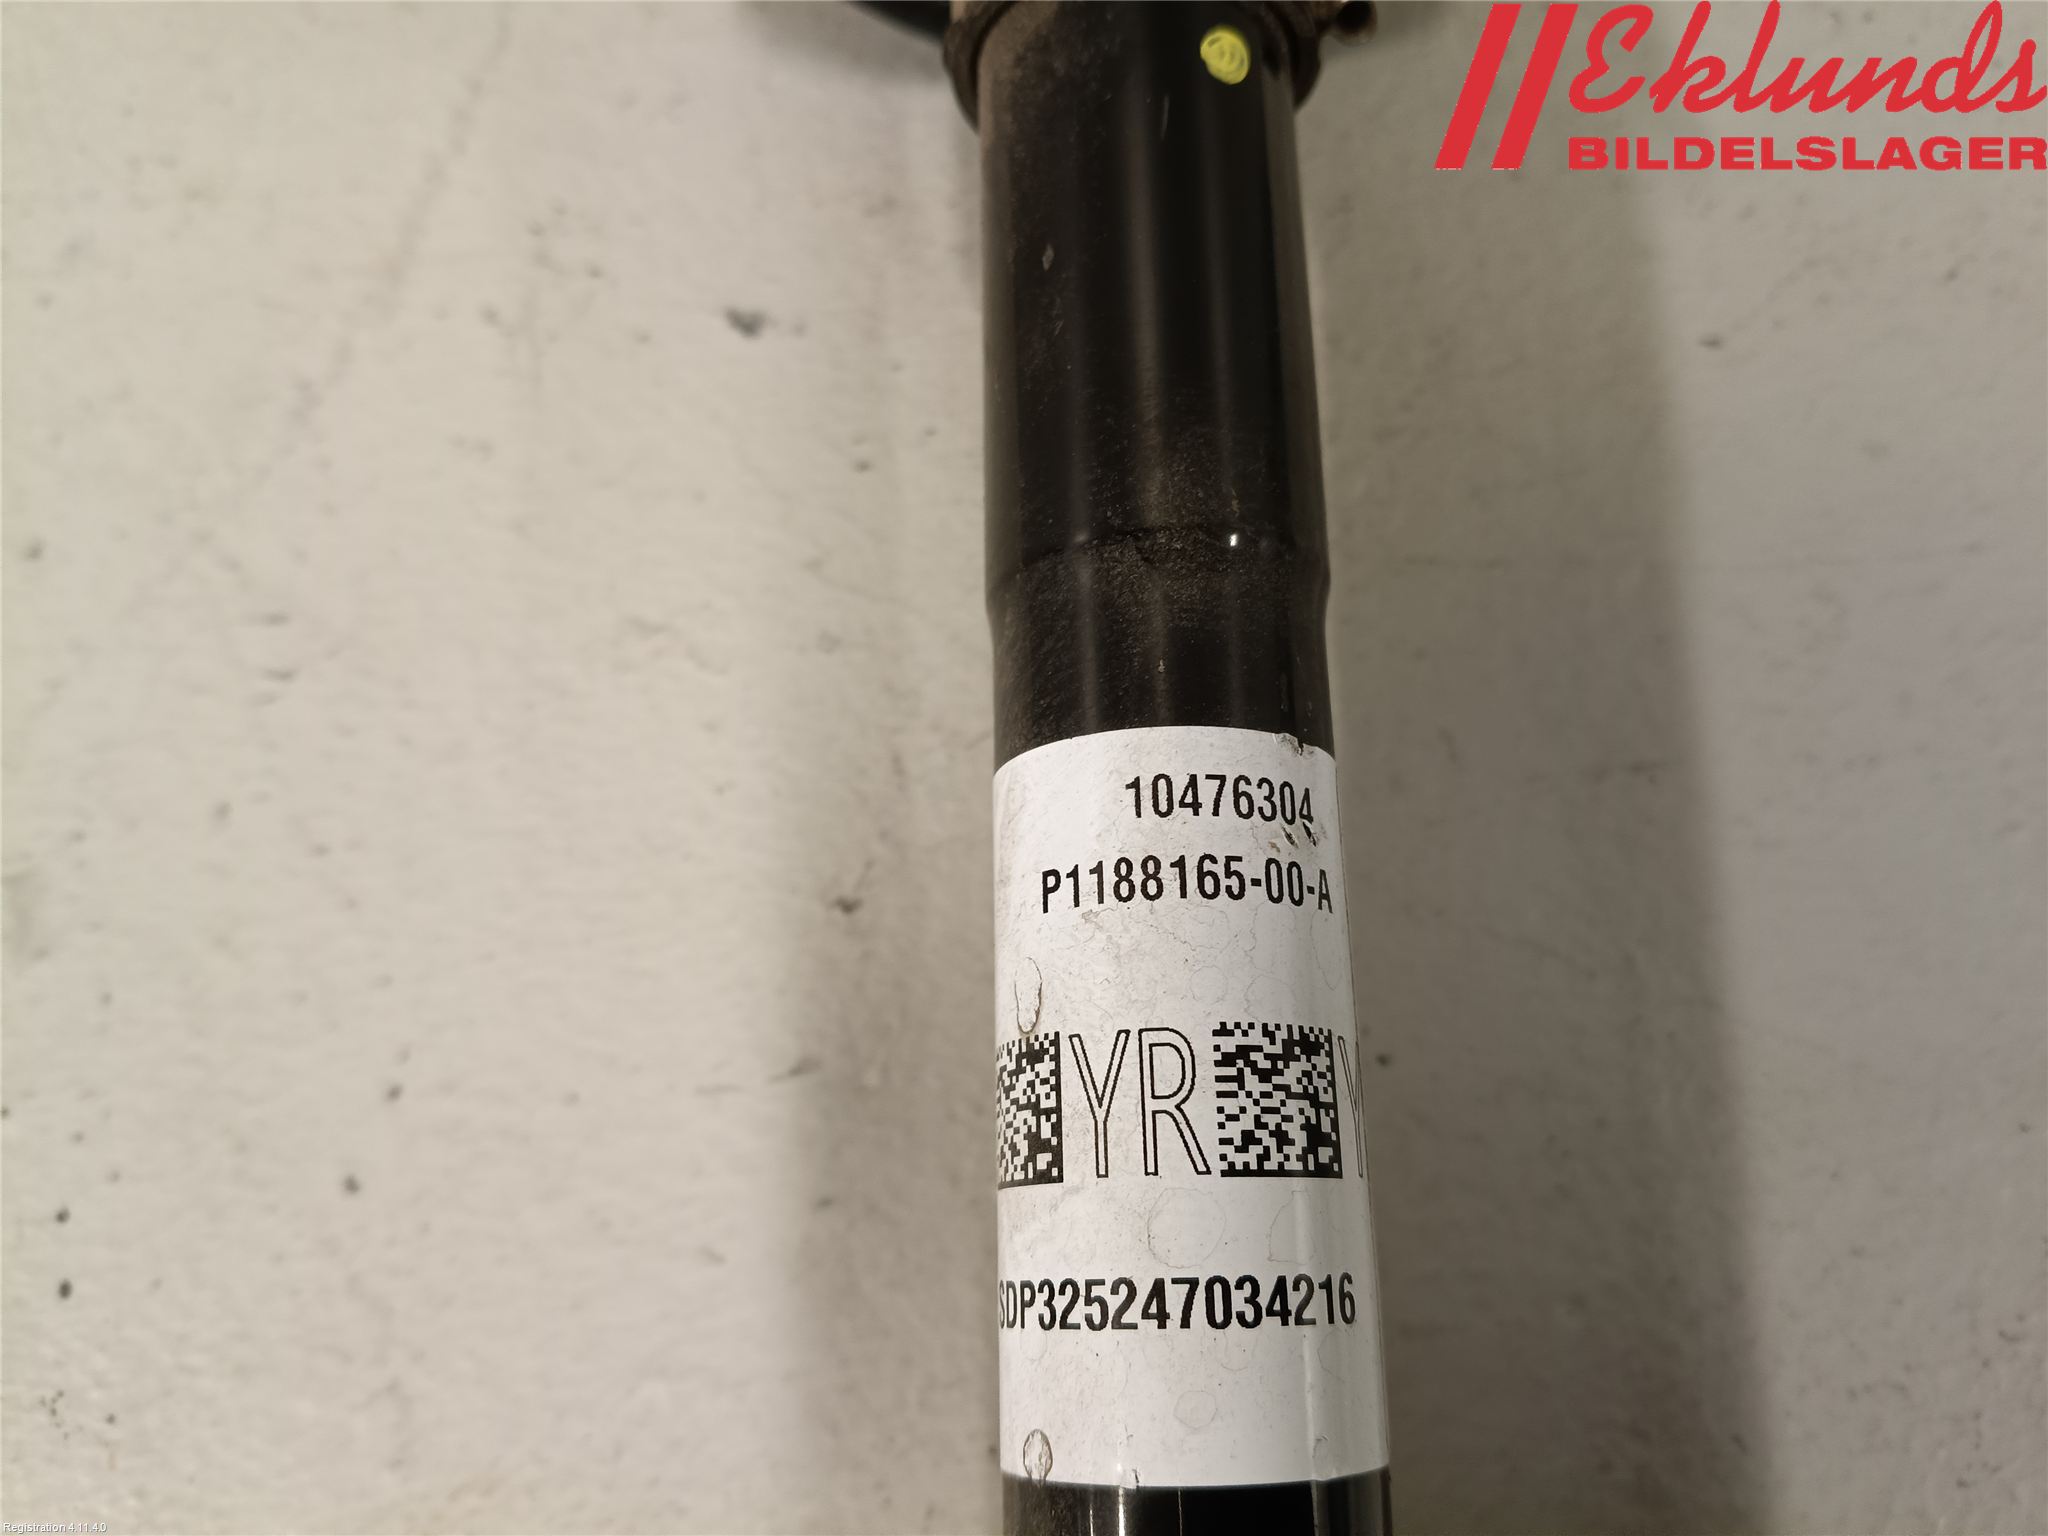 Eklunds
BILDELSLAGER
10476304
P1188165-00-A
YR Y
SDP325247034216
Registration 4.11.4.0